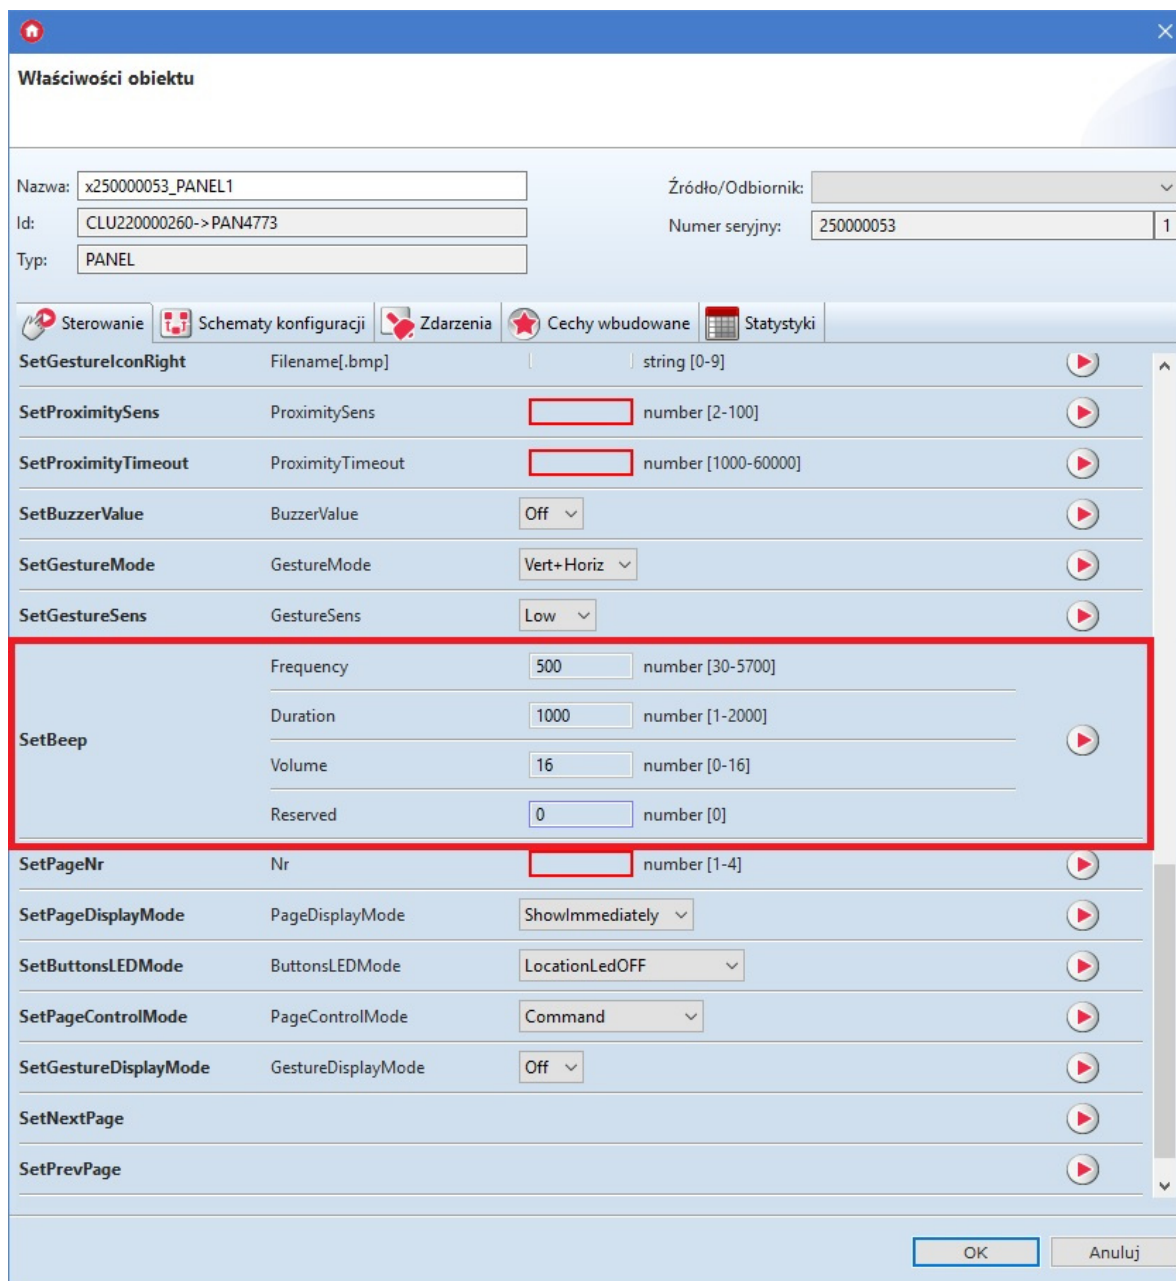 Właściwości obiektu
Nazwa: x250000053_PANEL1 Źródło/Odbiornik:
Id: CLU220000260->PAN4773 Numer seryjny: 250000053 1
Typ: PANEL
Sterowanie Schematy konfiguracji Zdarzenia Cechy wbudowane Statystyki
SetGestureIconRight Filename[.bmp] string [0-9]
SetProximitySens ProximitySens number [2-100]
SetProximityTimeout ProximityTimeout number [1000-60000]
SetBuzzerValue BuzzerValue Off
SetGestureMode GestureMode Vert+Horiz
SetGestureSens GestureSens Low
Frequency 500 number [30-5700]
Duration 1000 number [1-2000]
SetBeep
Volume 16 number [0-16]
Reserved 0 number [0]
SetPageNr Nr number [1-4]
SetPageDisplayMode PageDisplayMode ShowImmediately
SetButtonsLEDMode ButtonsLEDMode LocationLedOFF
SetPageControlMode PageControlMode Command
SetGestureDisplayMode GestureDisplayMode Off
SetNextPage
SetPrevPage
OK Anuluj